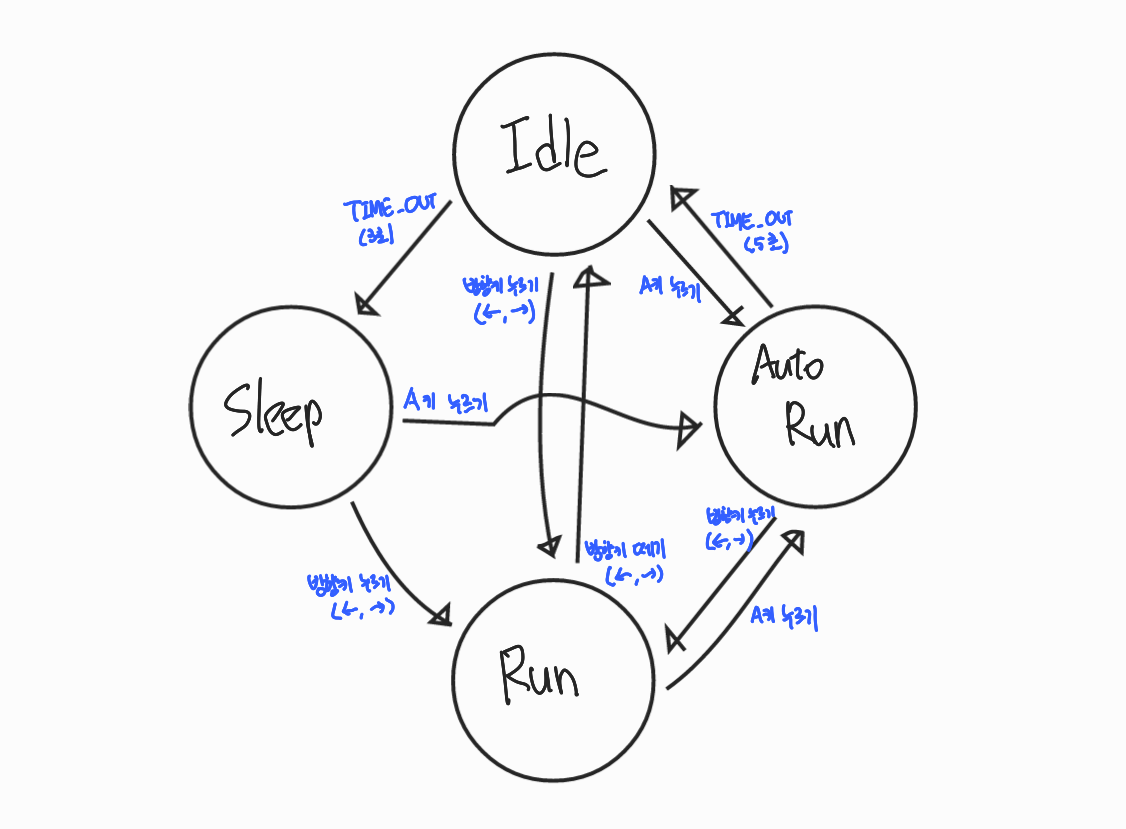 Idle
TIME_OUT
(3초)
TIME_OUT
(5초)
방향키 누르기
(←, →)
A키 누르기
Sleep
A키 누르기
Auto
Run
방향키 누르기
(←, →)
방향키 떼기
(←, →)
방향키 누르기
(←, →)
A키 누르기
Run